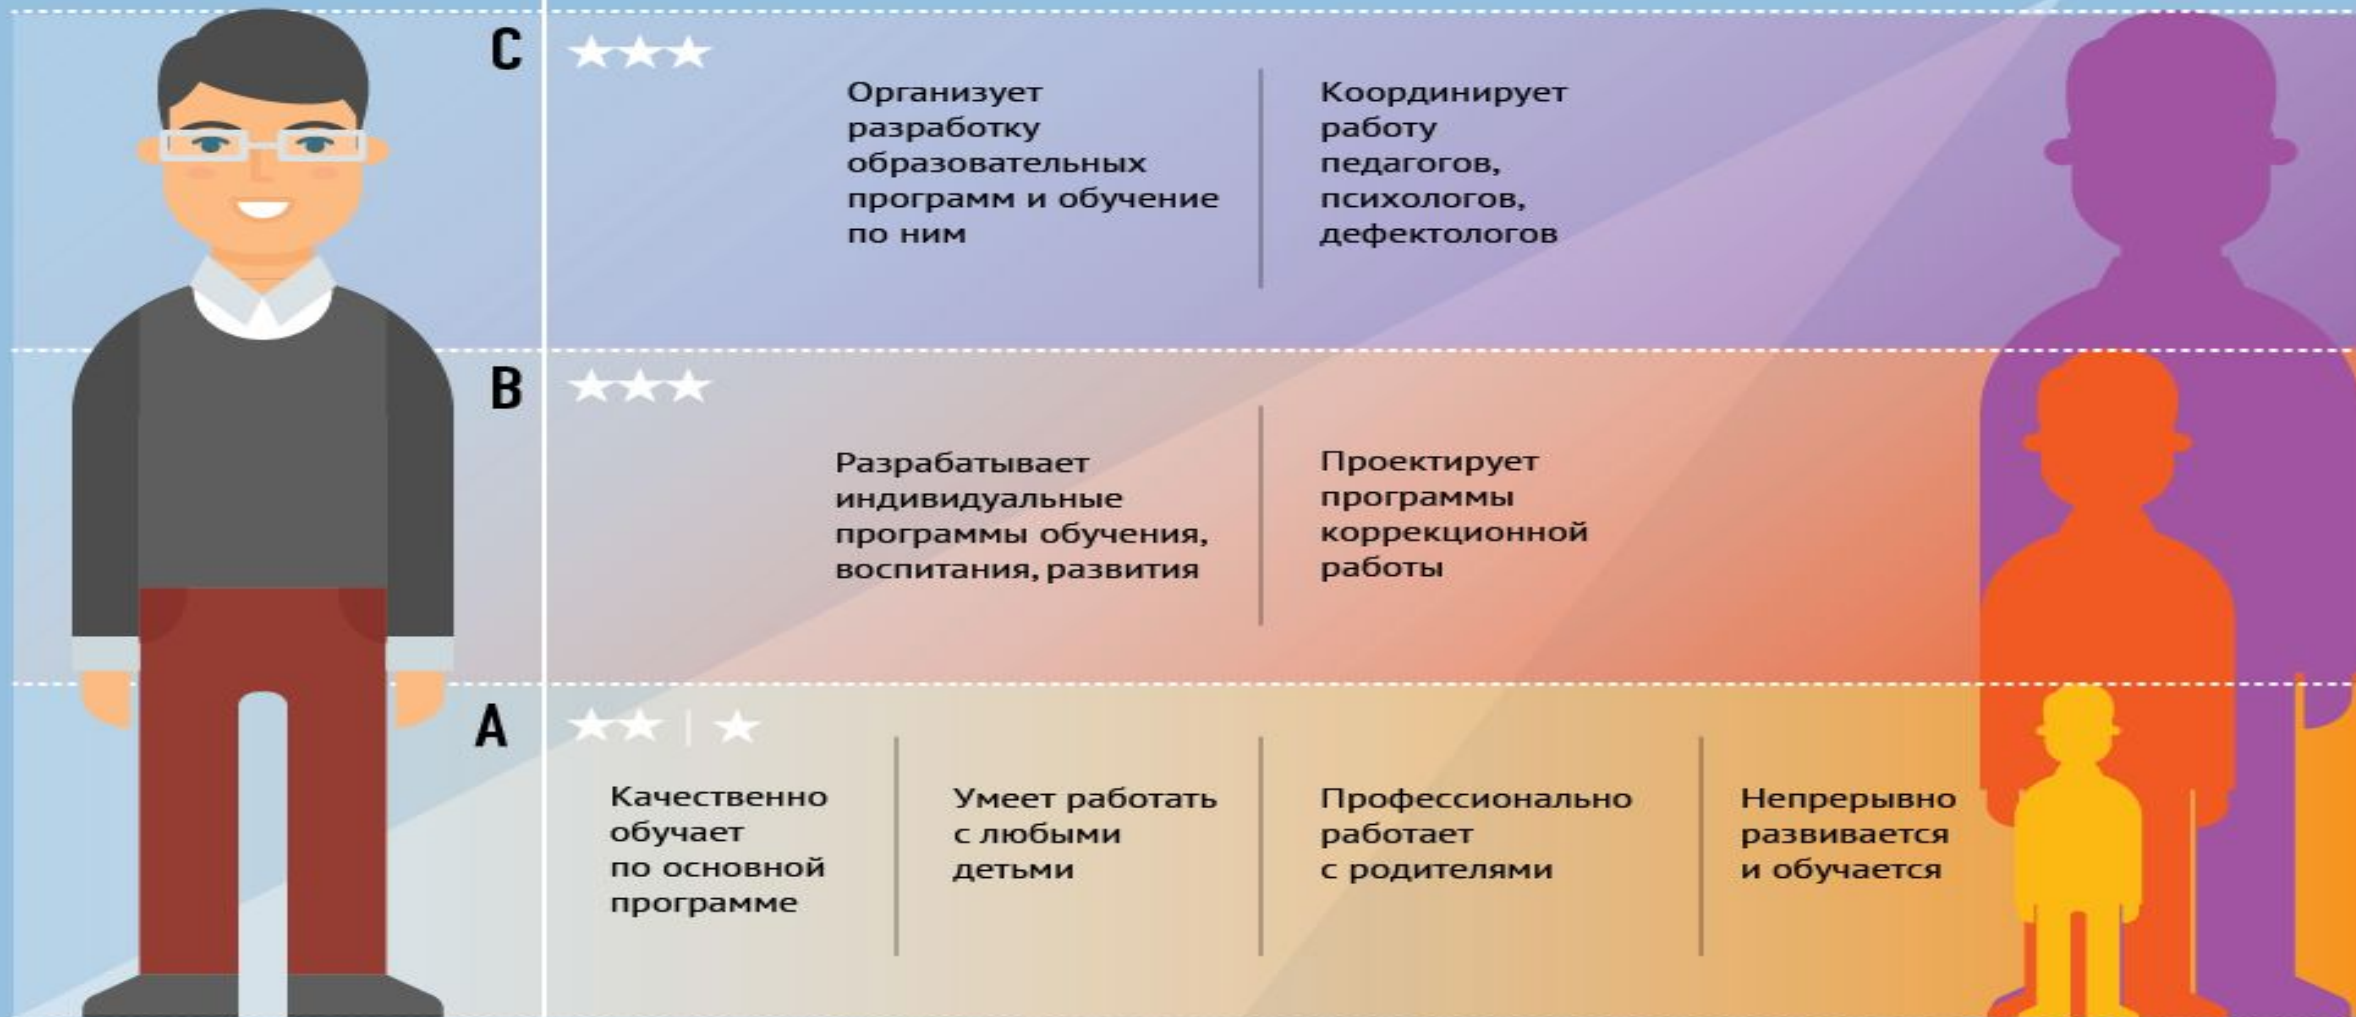 C
Организует
разработку
образовательных
программ и обучение
по ним
Координирует
работу
педагогов,
психологов,
дефектологов
B
Разрабатывает
индивидуальные
программы обучения,
воспитания, развития
Проектирует
программы
коррекционной
работы
A
Качественно
обучает
по основной
программе
Умеет работать
с любыми
детьми
Профессионально
работает
с родителями
Непрерывно
развивается
и обучается